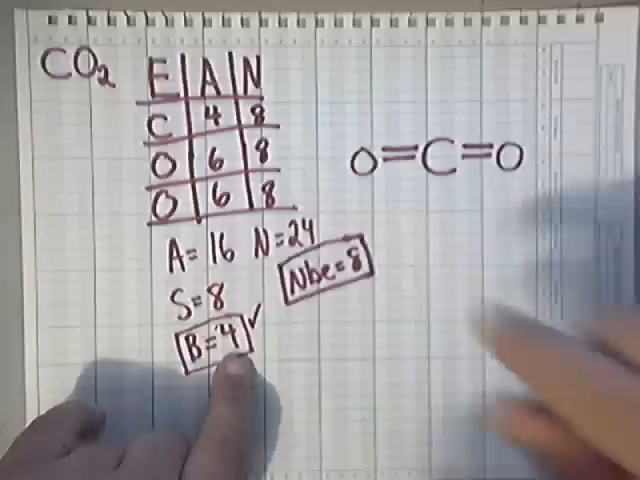 CO₂
E A N
C 4 8
O 6 8
O 6 8
A=16 N=24
S=8
B=4 ✓
Nbe=8
O=C=O